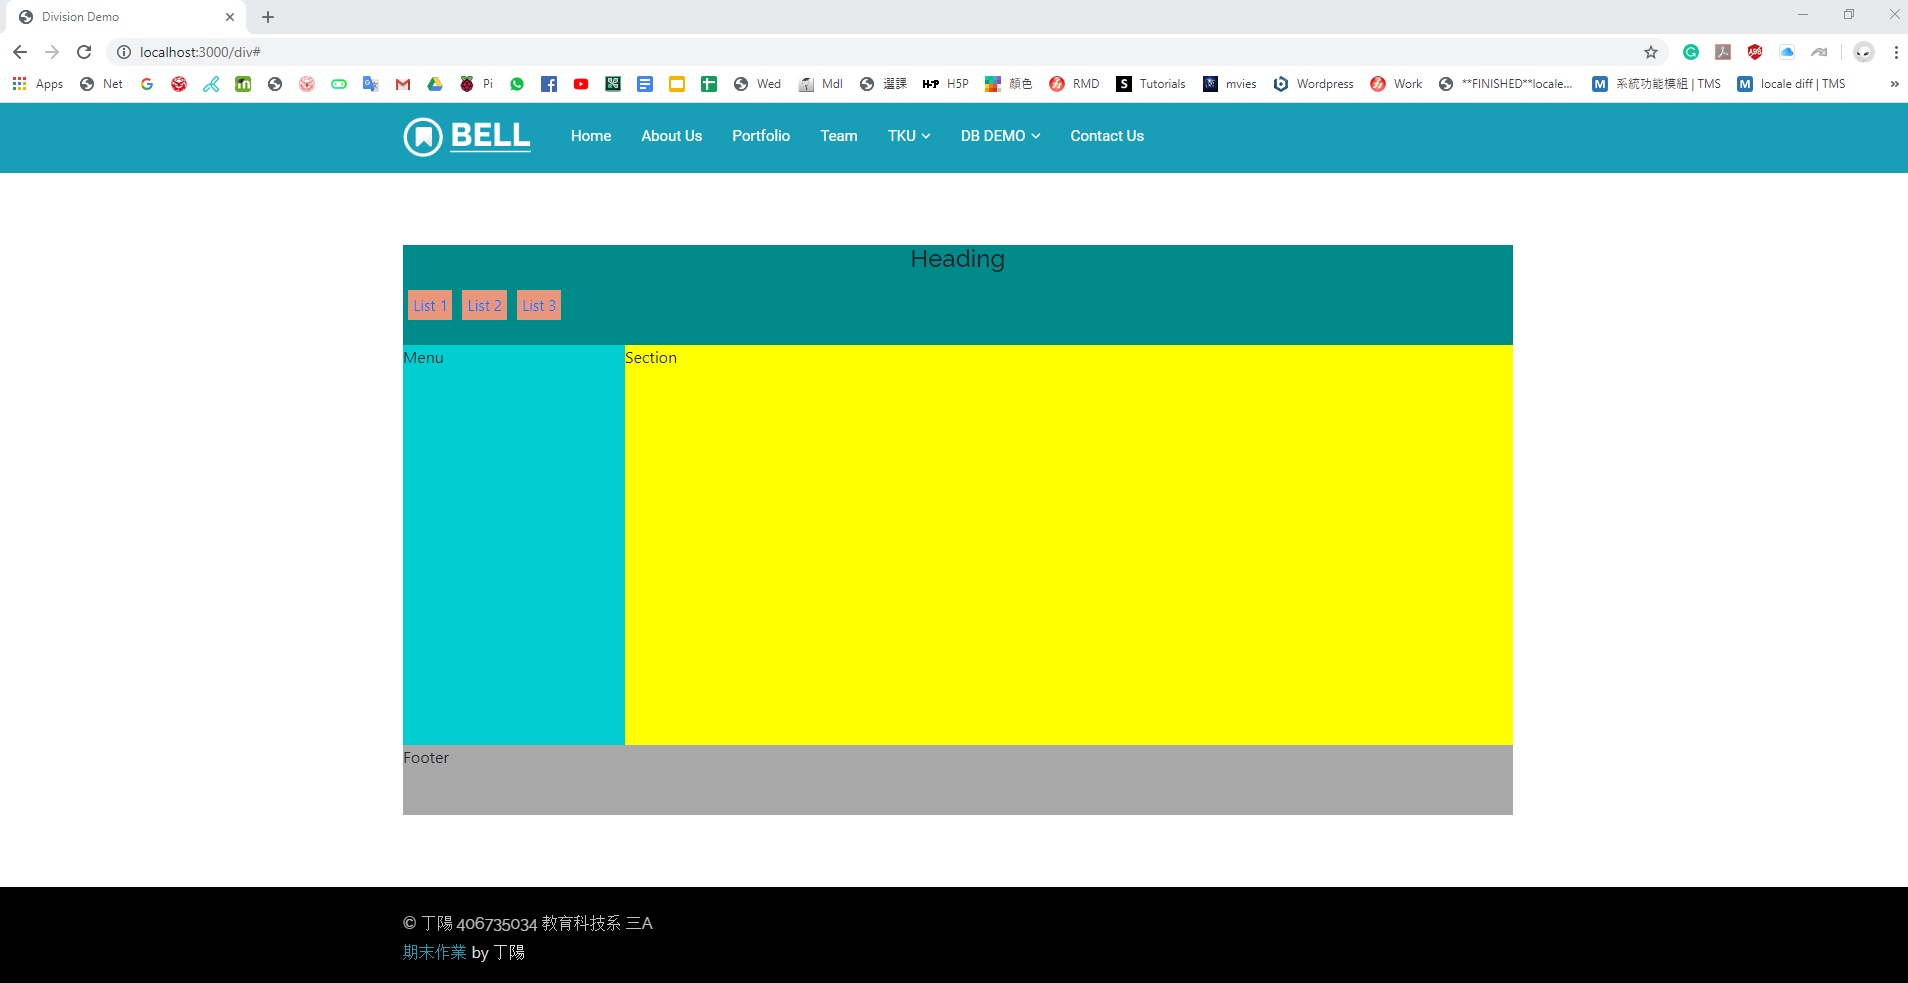 Division Demo
localhost:3000/div#
Apps Net Pi Wed Mdl 選課 H5P H5P 顏色 RMD Tutorials mvies Wordpress Work **FINISHED**locale... M 系統功能模組 | TMS M locale diff | TMS »
BELL Home About Us Portfolio Team TKU DB DEMO Contact Us
Heading
List 1 List 2 List 3
Menu Section
Footer
© 丁陽 406735034 教育科技系 三A
期末作業 by 丁陽